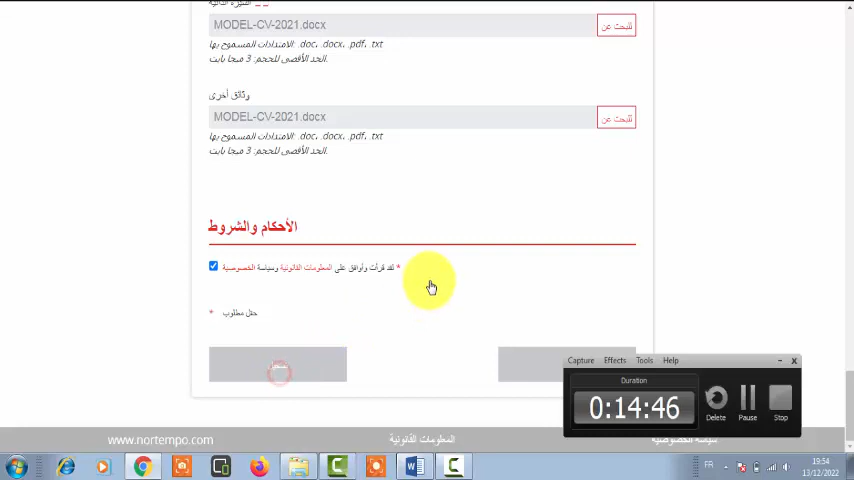 السيرة الذاتية
MODEL-CV-2021.docx
للبحث عن
الامتدادات المسموح بها: .doc، .docx، .pdf، .txt
الحد الأقصى للحجم: 3 ميجا بايت.
وثائق أخرى
MODEL-CV-2021.docx
للبحث عن
الامتدادات المسموح بها: .doc، .docx، .pdf، .txt
الحد الأقصى للحجم: 3 ميجا بايت.
الأحكام والشروط
* لقد قرأت وأوافق على المعلومات القانونية وسياسة الخصوصية
* حقل مطلوب
Capture Effects Tools Help
Duration
0:14:46
Delete Pause Stop
www.nortempo.com
المعلومات القانونية
سياسة الخصوصية
FR
19:54
13/12/2022